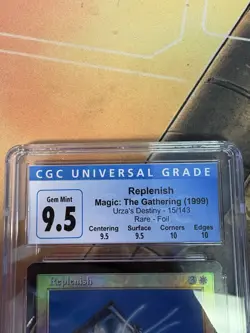 CGC UNIVERSAL GRADE
Gem Mint
9.5
Replenish
Magic: The Gathering (1999)
Urza's Destiny - 15/143
Rare - Foil
Centering Surface Corners Edges
9.5 9.5 10 10
Replenish